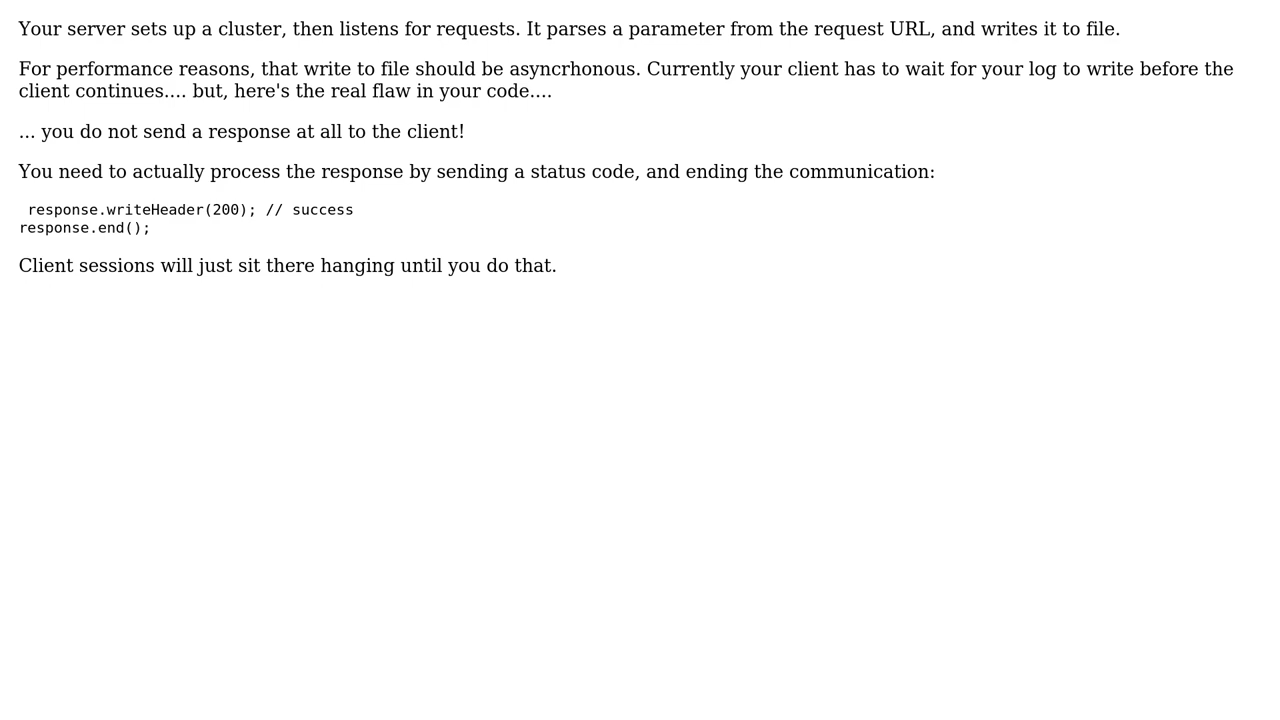 Your server sets up a cluster, then listens for requests. It parses a parameter from the request URL, and writes it to file.
For performance reasons, that write to file should be asyncrhonous. Currently your client has to wait for your log to write before the
client continues.... but, here's the real flaw in your code....
... you do not send a response at all to the client!
You need to actually process the response by sending a status code, and ending the communication:
response.writeHeader(200); // success
response.end();
Client sessions will just sit there hanging until you do that.